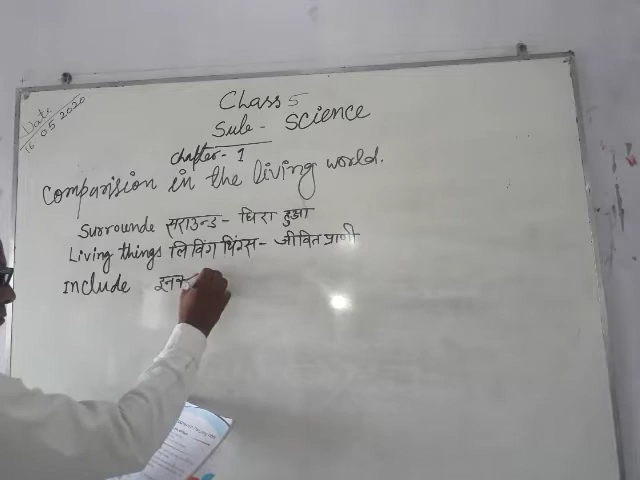 Date
16 05 2020
Class 5
Sub - Science
Chapter - 1
Comparision in the living world.
Surrounde सराउन्ड - घिरा हुआ
Living things लिविंग थिंग्स - जीवित प्राणी
Include इनक